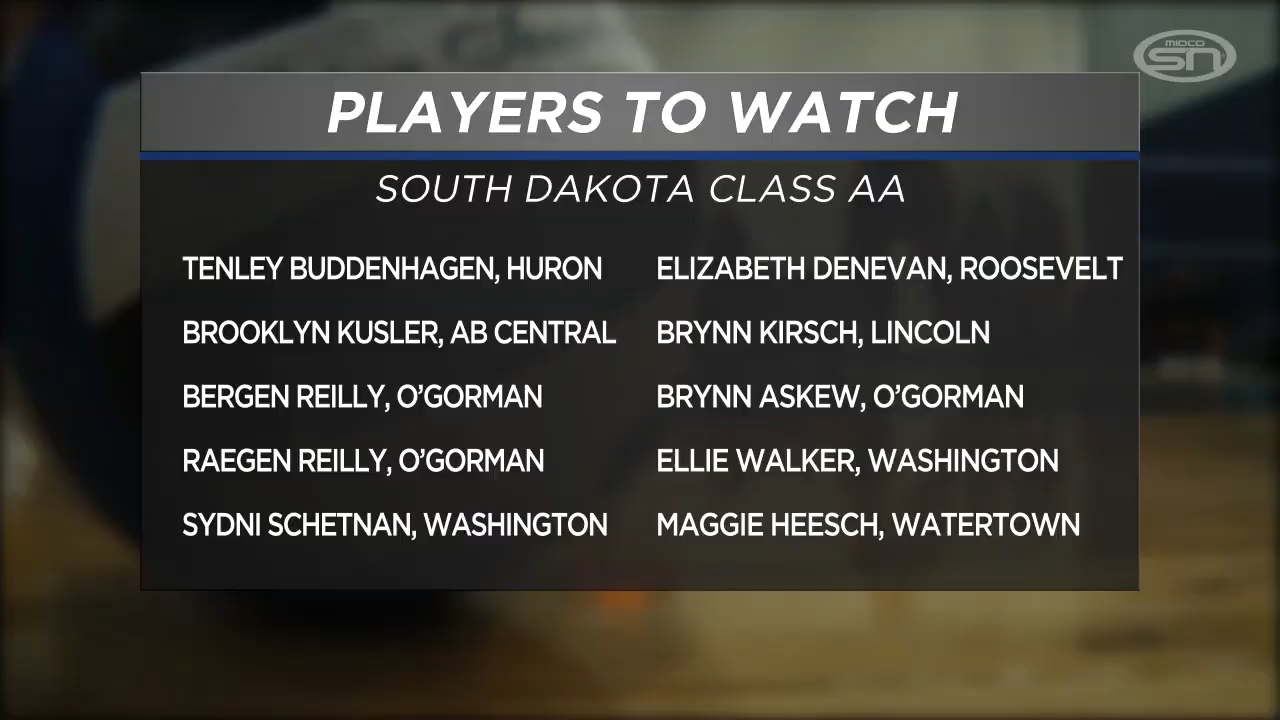 MIDCO
SN
PLAYERS TO WATCH
SOUTH DAKOTA CLASS AA
TENLEY BUDDENHAGEN, HURON
BROOKLYN KUSLER, AB CENTRAL
BERGEN REILLY, O’GORMAN
RAEGEN REILLY, O’GORMAN
SYDNI SCHETNAN, WASHINGTON
ELIZABETH DENEVAN, ROOSEVELT
BRYNN KIRSCH, LINCOLN
BRYNN ASKEW, O’GORMAN
ELLIE WALKER, WASHINGTON
MAGGIE HEESCH, WATERTOWN